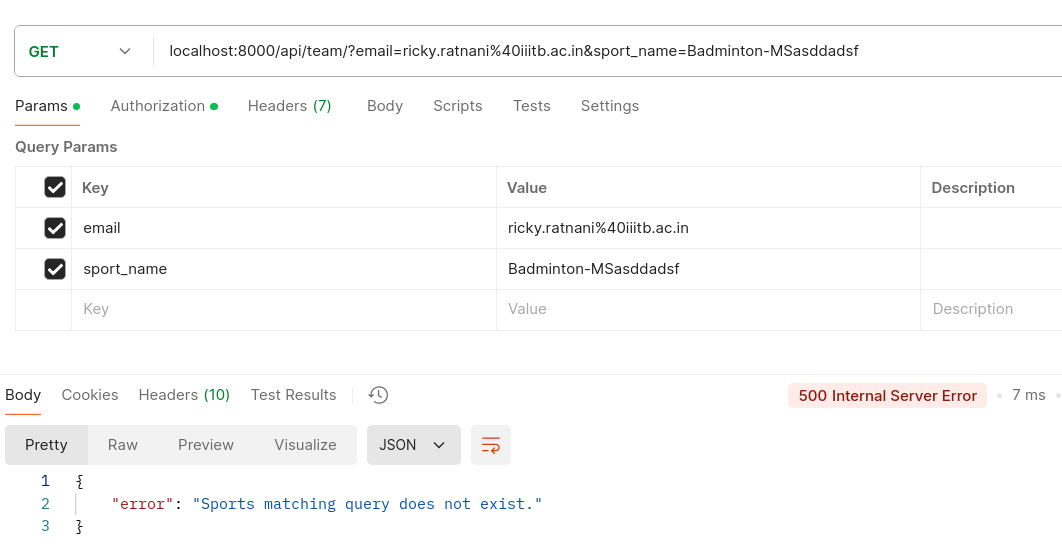 GET localhost:8000/api/team/?email=ricky.ratnani%40iiitb.ac.in&sport_name=Badminton-MSasddadsf
Params Authorization Headers (7) Body Scripts Tests Settings
Query Params
Key Value Description
email ricky.ratnani%40iiitb.ac.in
sport_name Badminton-MSasddadsf
Key Value Description
Body Cookies Headers (10) Test Results 500 Internal Server Error 7 ms
Pretty Raw Preview Visualize JSON
1 {
2 "error": "Sports matching query does not exist."
3 }